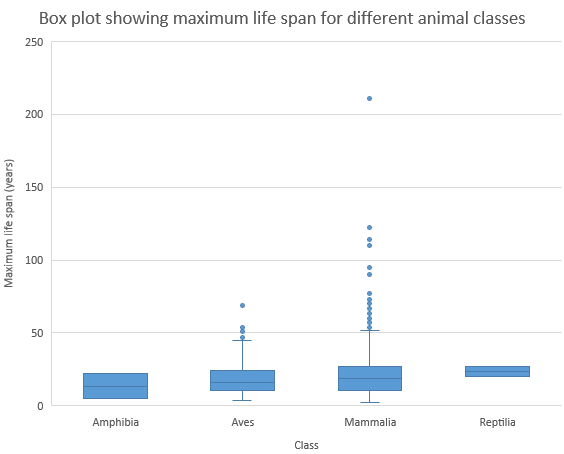 Box plot showing maximum life span for different animal classes
250
200
150
100
50
0
Maximum life span (years)
Amphibia
Aves
Mammalia
Reptilia
Class